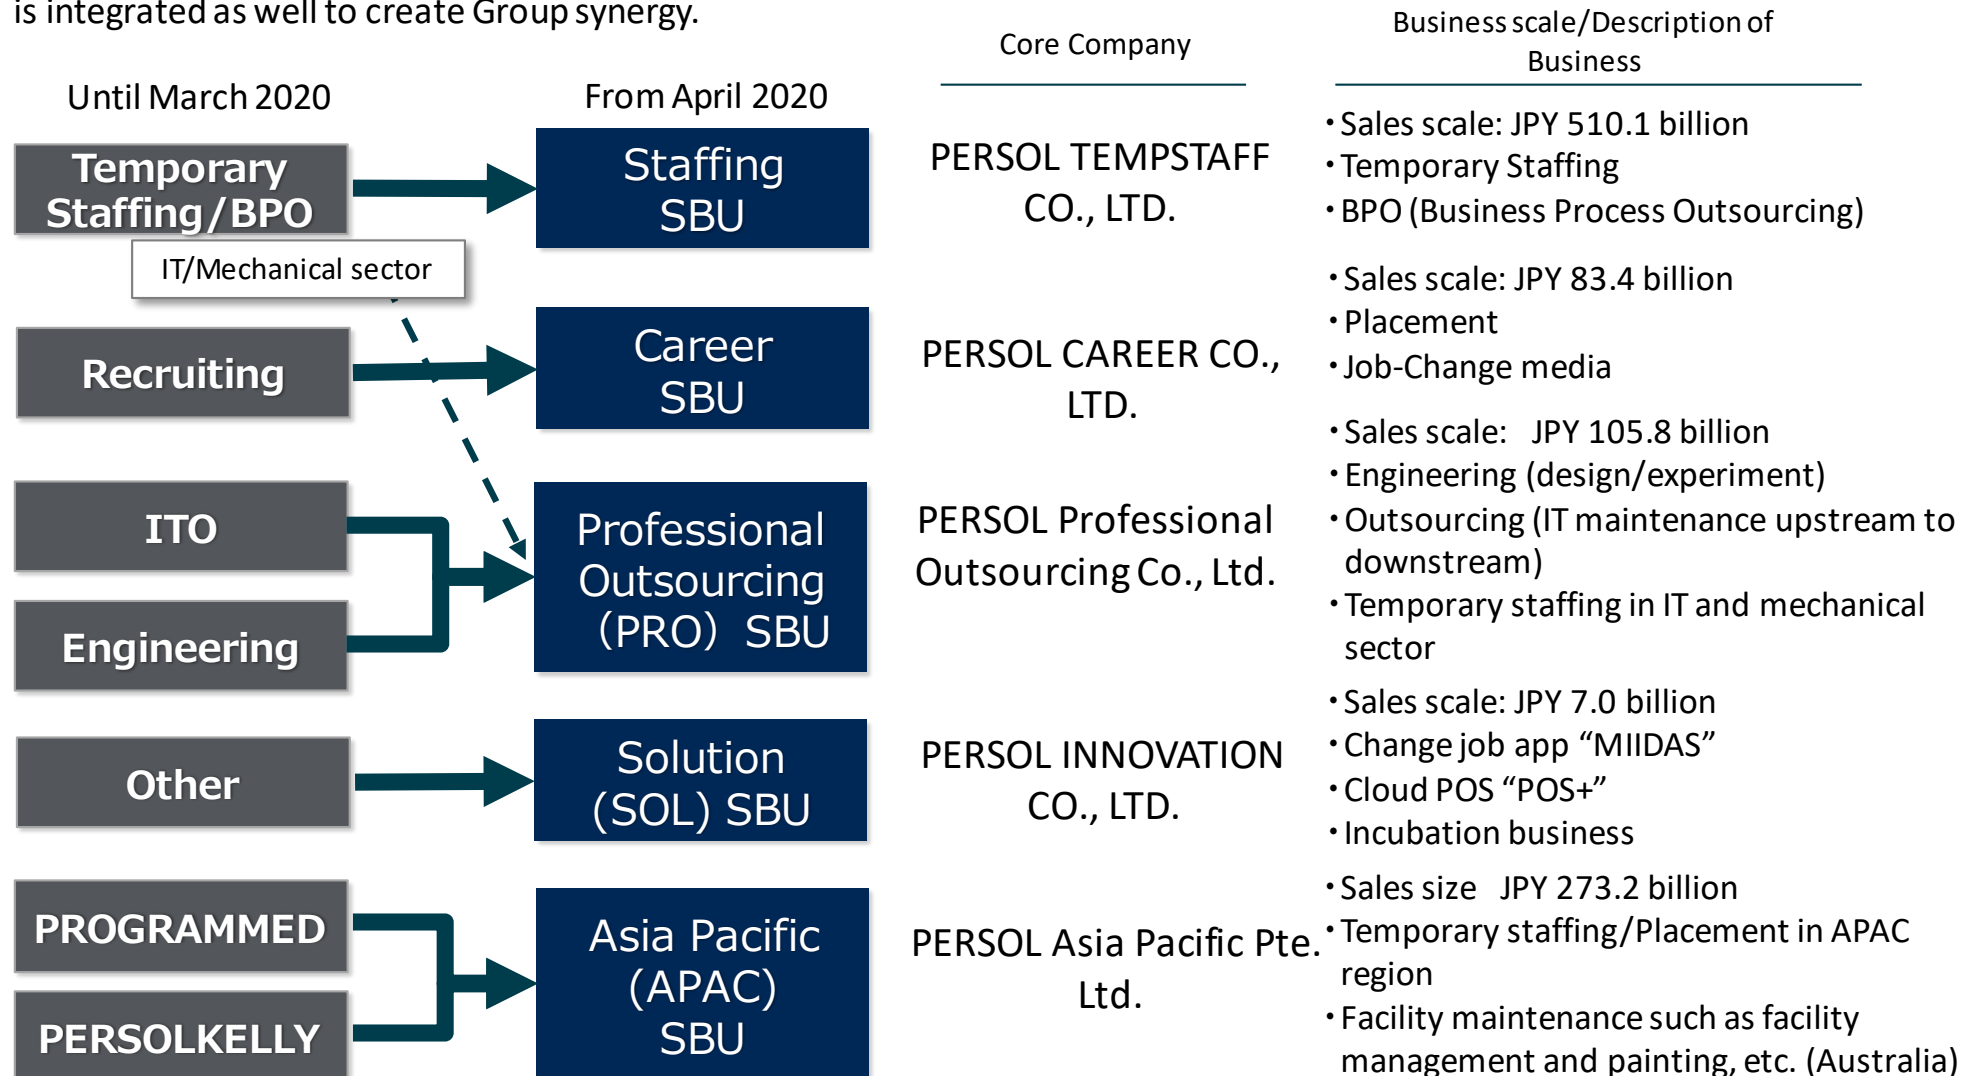 is integrated as well to create Group synergy.
Core Company
Business scale/Description of
Business
Until March 2020
From April 2020
Temporary
Staffing/BPO
IT/Mechanical sector
Staffing
SBU
PERSOL TEMPSTAFF
CO., LTD.
・Sales scale: JPY 510.1 billion
・Temporary Staffing
・BPO (Business Process Outsourcing)
Recruiting
Career
SBU
PERSOL CAREER CO.,
LTD.
・Sales scale: JPY 83.4 billion
・Placement
・Job-Change media
ITO
Engineering
Professional
Outsourcing
(PRO) SBU
PERSOL Professional
Outsourcing Co., Ltd.
・Sales scale: JPY 105.8 billion
・Engineering (design/experiment)
・Outsourcing (IT maintenance upstream to
downstream)
・Temporary staffing in IT and mechanical
sector
Other
Solution
(SOL) SBU
PERSOL INNOVATION
CO., LTD.
・Sales scale: JPY 7.0 billion
・Change job app “MIIDAS”
・Cloud POS “POS+”
・Incubation business
PROGRAMMED
PERSOLKELLY
Asia Pacific
(APAC)
SBU
PERSOL Asia Pacific Pte.
Ltd.
・Sales size JPY 273.2 billion
・Temporary staffing/Placement in APAC
region
・Facility maintenance such as facility
management and painting, etc. (Australia)